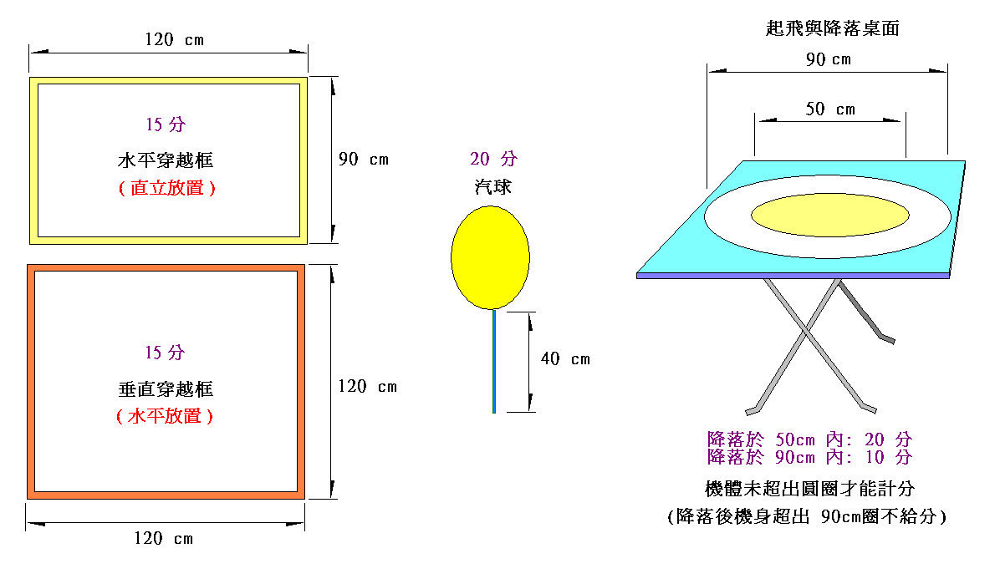 120 cm
15 分
水平穿越框
(直立放置)
90 cm
15 分
垂直穿越框
(水平放置)
120 cm
120 cm
20 分
汽球
40 cm
起飛與降落桌面
90 cm
50 cm
降落於 50cm 內: 20 分
降落於 90cm 內: 10 分
機體未超出圓圈才能計分
(降落後機身超出 90cm圈不給分)